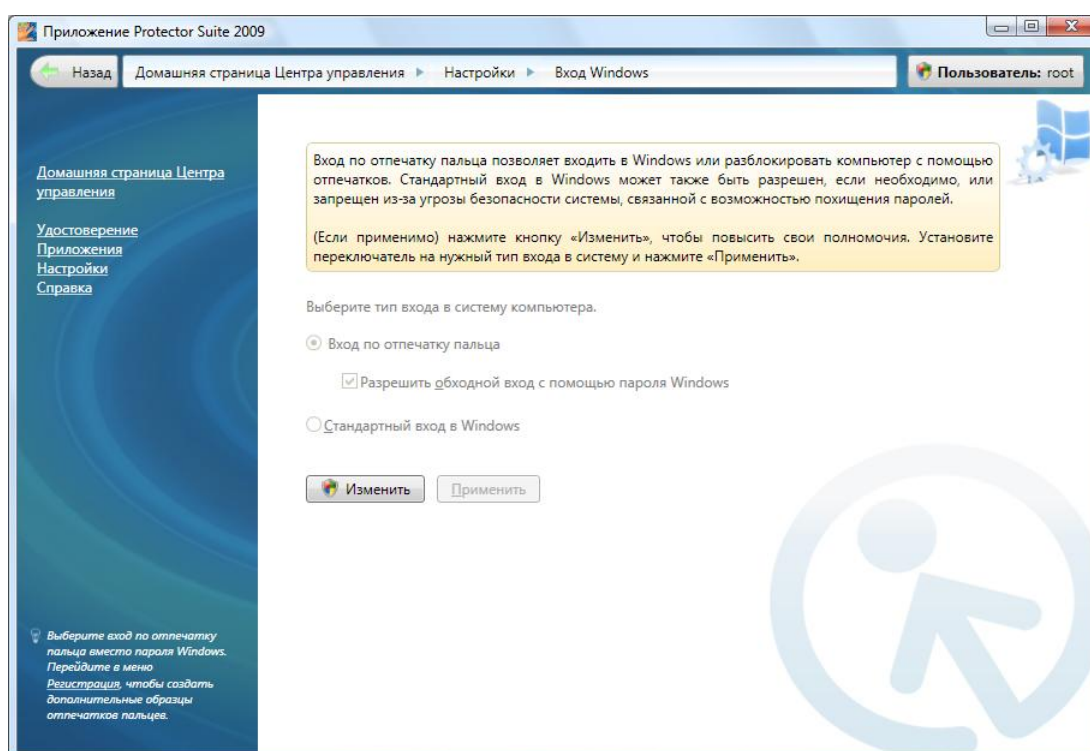 Приложение Protector Suite 2009
Назад Домашняя страница Центра управления Настройки Вход Windows Пользователь: root
Домашняя страница Центра
управления
Удостоверение
Приложения
Настройки
Справка
Вход по отпечатку пальца позволяет входить в Windows или разблокировать компьютер с помощью
отпечатков. Стандартный вход в Windows может также быть разрешен, если необходимо, или
запрещен из-за угрозы безопасности системы, связанной с возможностью похищения паролей.
(Если применимо) нажмите кнопку «Изменить», чтобы повысить свои полномочия. Установите
переключатель на нужный тип входа в систему и нажмите «Применить».
Выберите тип входа в систему компьютера.
Вход по отпечатку пальца
Разрешить обходной вход с помощью пароля Windows
Стандартный вход в Windows
Изменить Применить
Выберите вход по отпечатку
пальца вместо пароля Windows.
Перейдите в меню
Регистрация, чтобы создать
дополнительные образцы
отпечатков пальцев.